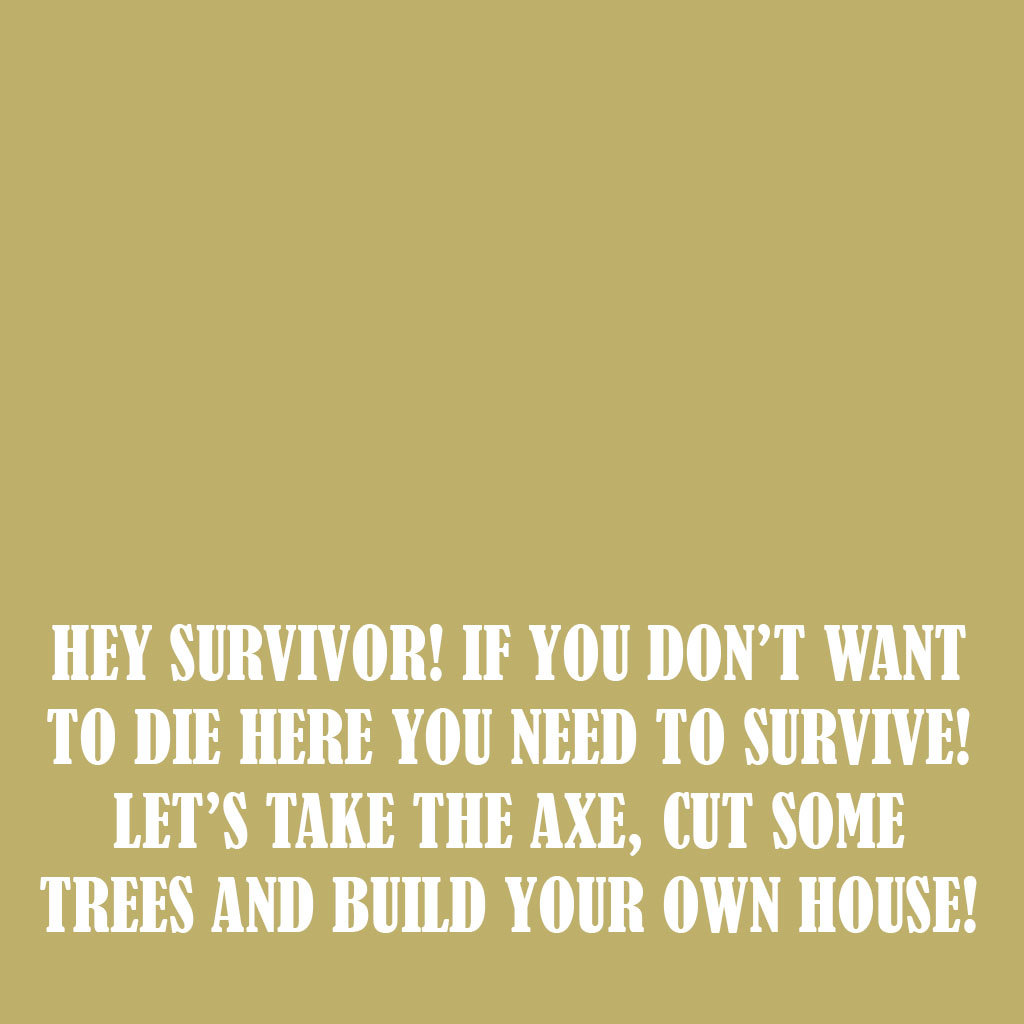 HEY SURVIVOR! IF YOU DON’T WANT
TO DIE HERE YOU NEED TO SURVIVE!
LET’S TAKE THE AXE, CUT SOME
TREES AND BUILD YOUR OWN HOUSE!